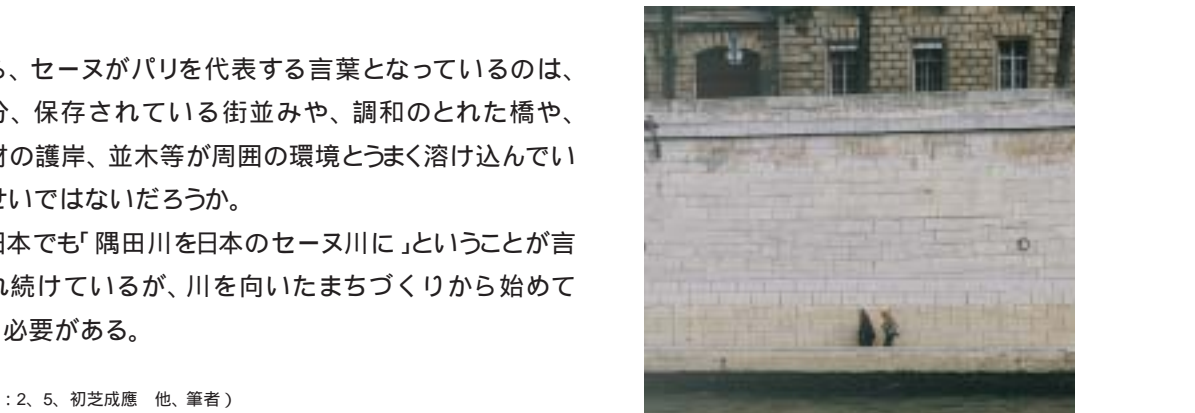 、セーヌがパリを代表する言葉となっているのは、
分、保存されている街並みや、調和のとれた橋や、
材の護岸、並木等が周囲の環境とうまく溶け込んでい
せいではないだろうか。
日本でも「隅田川を日本のセーヌ川に」ということが言
れ続けているが、川を向いたまちづくりから始めて
必要がある。
：2、5、初芝成應　他、筆者）